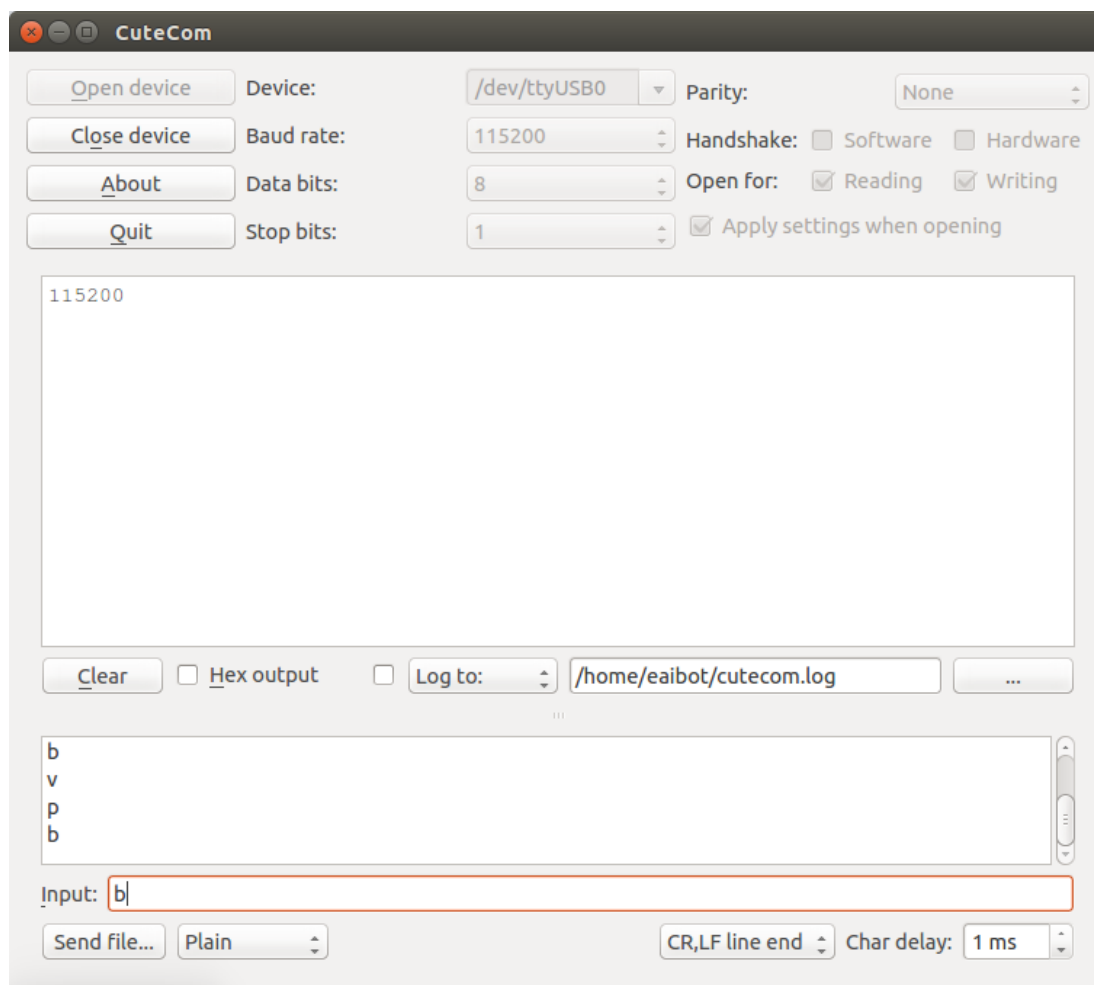 CuteCom
Open device Device: /dev/ttyUSB0 Parity: None
Close device Baud rate: 115200 Handshake: Software Hardware
About Data bits: 8 Open for: Reading Writing
Quit Stop bits: 1 Apply settings when opening
115200
Clear Hex output Log to: /home/eaibot/cutecom.log ...
b
v
p
b
Input: b
Send file... Plain CR,LF line end Char delay: 1 ms